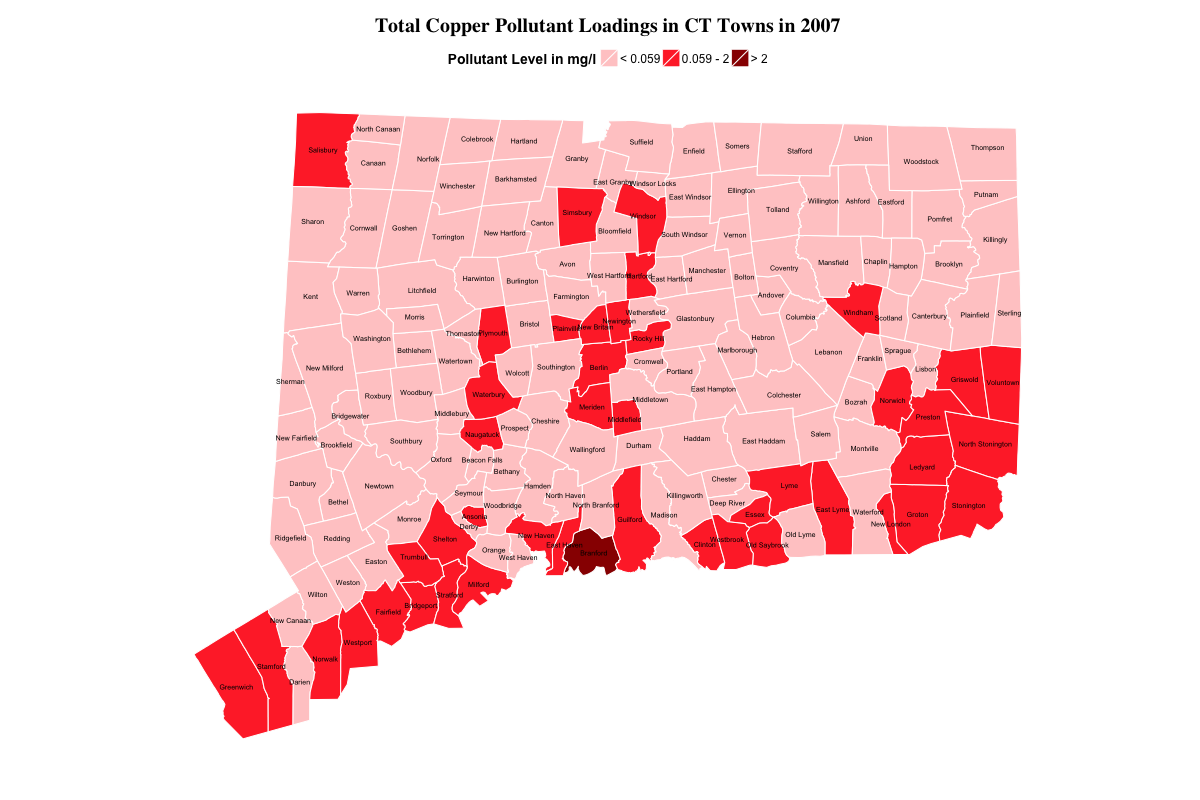 Total Copper Pollutant Loadings in CT Towns in 2007
Pollutant Level in mg/l < 0.059 0.059 - 2 > 2
North Canaan
Colebrook
Hartland
Suffield
Union
Salisbury
Canaan
Norfolk
Granby
Enfield
Somers
Stafford
Woodstock
Thompson
Winchester
Barkhamsted
East Granby
Windsor Locks
East Windsor
Ellington
Tolland
Willington
Ashford
Eastford
Putnam
Sharon
Cornwall
Goshen
Torrington
New Hartford
Canton
Simsbury
Bloomfield
Windsor
South Windsor
Vernon
Pomfret
Killingly
Kent
Warren
Litchfield
Harwinton
Burlington
Avon
West Hartford
Hartford
East Hartford
Manchester
Bolton
Coventry
Mansfield
Chaplin
Hampton
Brooklyn
Farmington
Andover
Morris
Washington
Bethlehem
Thomaston
Plymouth
Bristol
Plainville
New Britain
Newington
Wethersfield
Rocky Hill
Glastonbury
Hebron
Columbia
Windham
Scotland
Canterbury
Plainfield
Sterling
New Milford
Watertown
Wolcott
Southington
Berlin
Cromwell
Portland
Marlborough
Lebanon
Franklin
Sprague
Lisbon
Griswold
Voluntown
Sherman
Roxbury
Woodbury
Waterbury
Middlebury
Meriden
Middletown
Middlefield
East Hampton
Colchester
Bozrah
Norwich
Preston
Bridgewater
New Fairfield
Brookfield
Southbury
Naugatuck
Prospect
Cheshire
Wallingford
Durham
Haddam
East Haddam
Salem
Montville
North Stonington
Oxford
Beacon Falls
Bethany
Ledyard
Danbury
Bethel
Newtown
Seymour
Woodbridge
Hamden
North Haven
North Branford
Killingworth
Chester
Deep River
Lyme
East Lyme
Waterford
New London
Groton
Stonington
Monroe
Ansonia
Derby
Guilford
Madison
Essex
Ridgefield
Redding
Shelton
Orange
New Haven
East Haven
West Haven
Branford
Clinton
Westbrook
Old Saybrook
Old Lyme
Easton
Trumbull
Weston
Wilton
Milford
Stratford
Bridgeport
Fairfield
New Canaan
Westport
Norwalk
Stamford
Darien
Greenwich